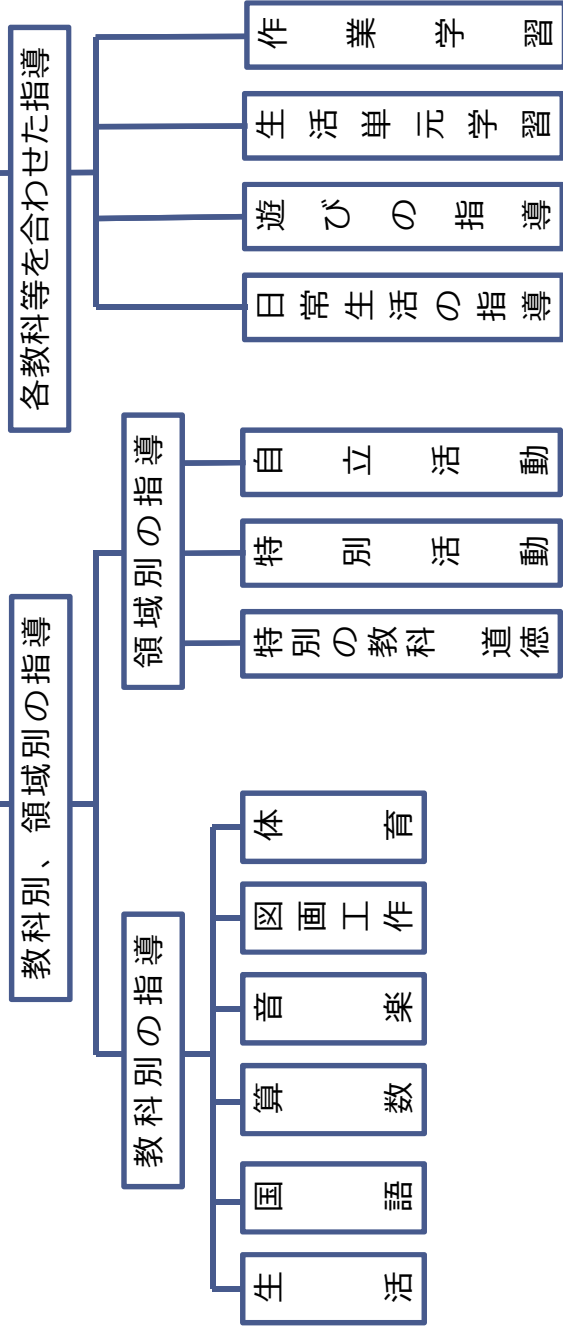 教科別、領域別の指導
各教科等を合わせた指導
教科別の指導
領域別の指導
生活
国語
算数
音楽
図画工作
体育
特別の教科 道徳
特別活動
自立活動
日常生活の指導
遊びの指導
生活単元学習
作業学習